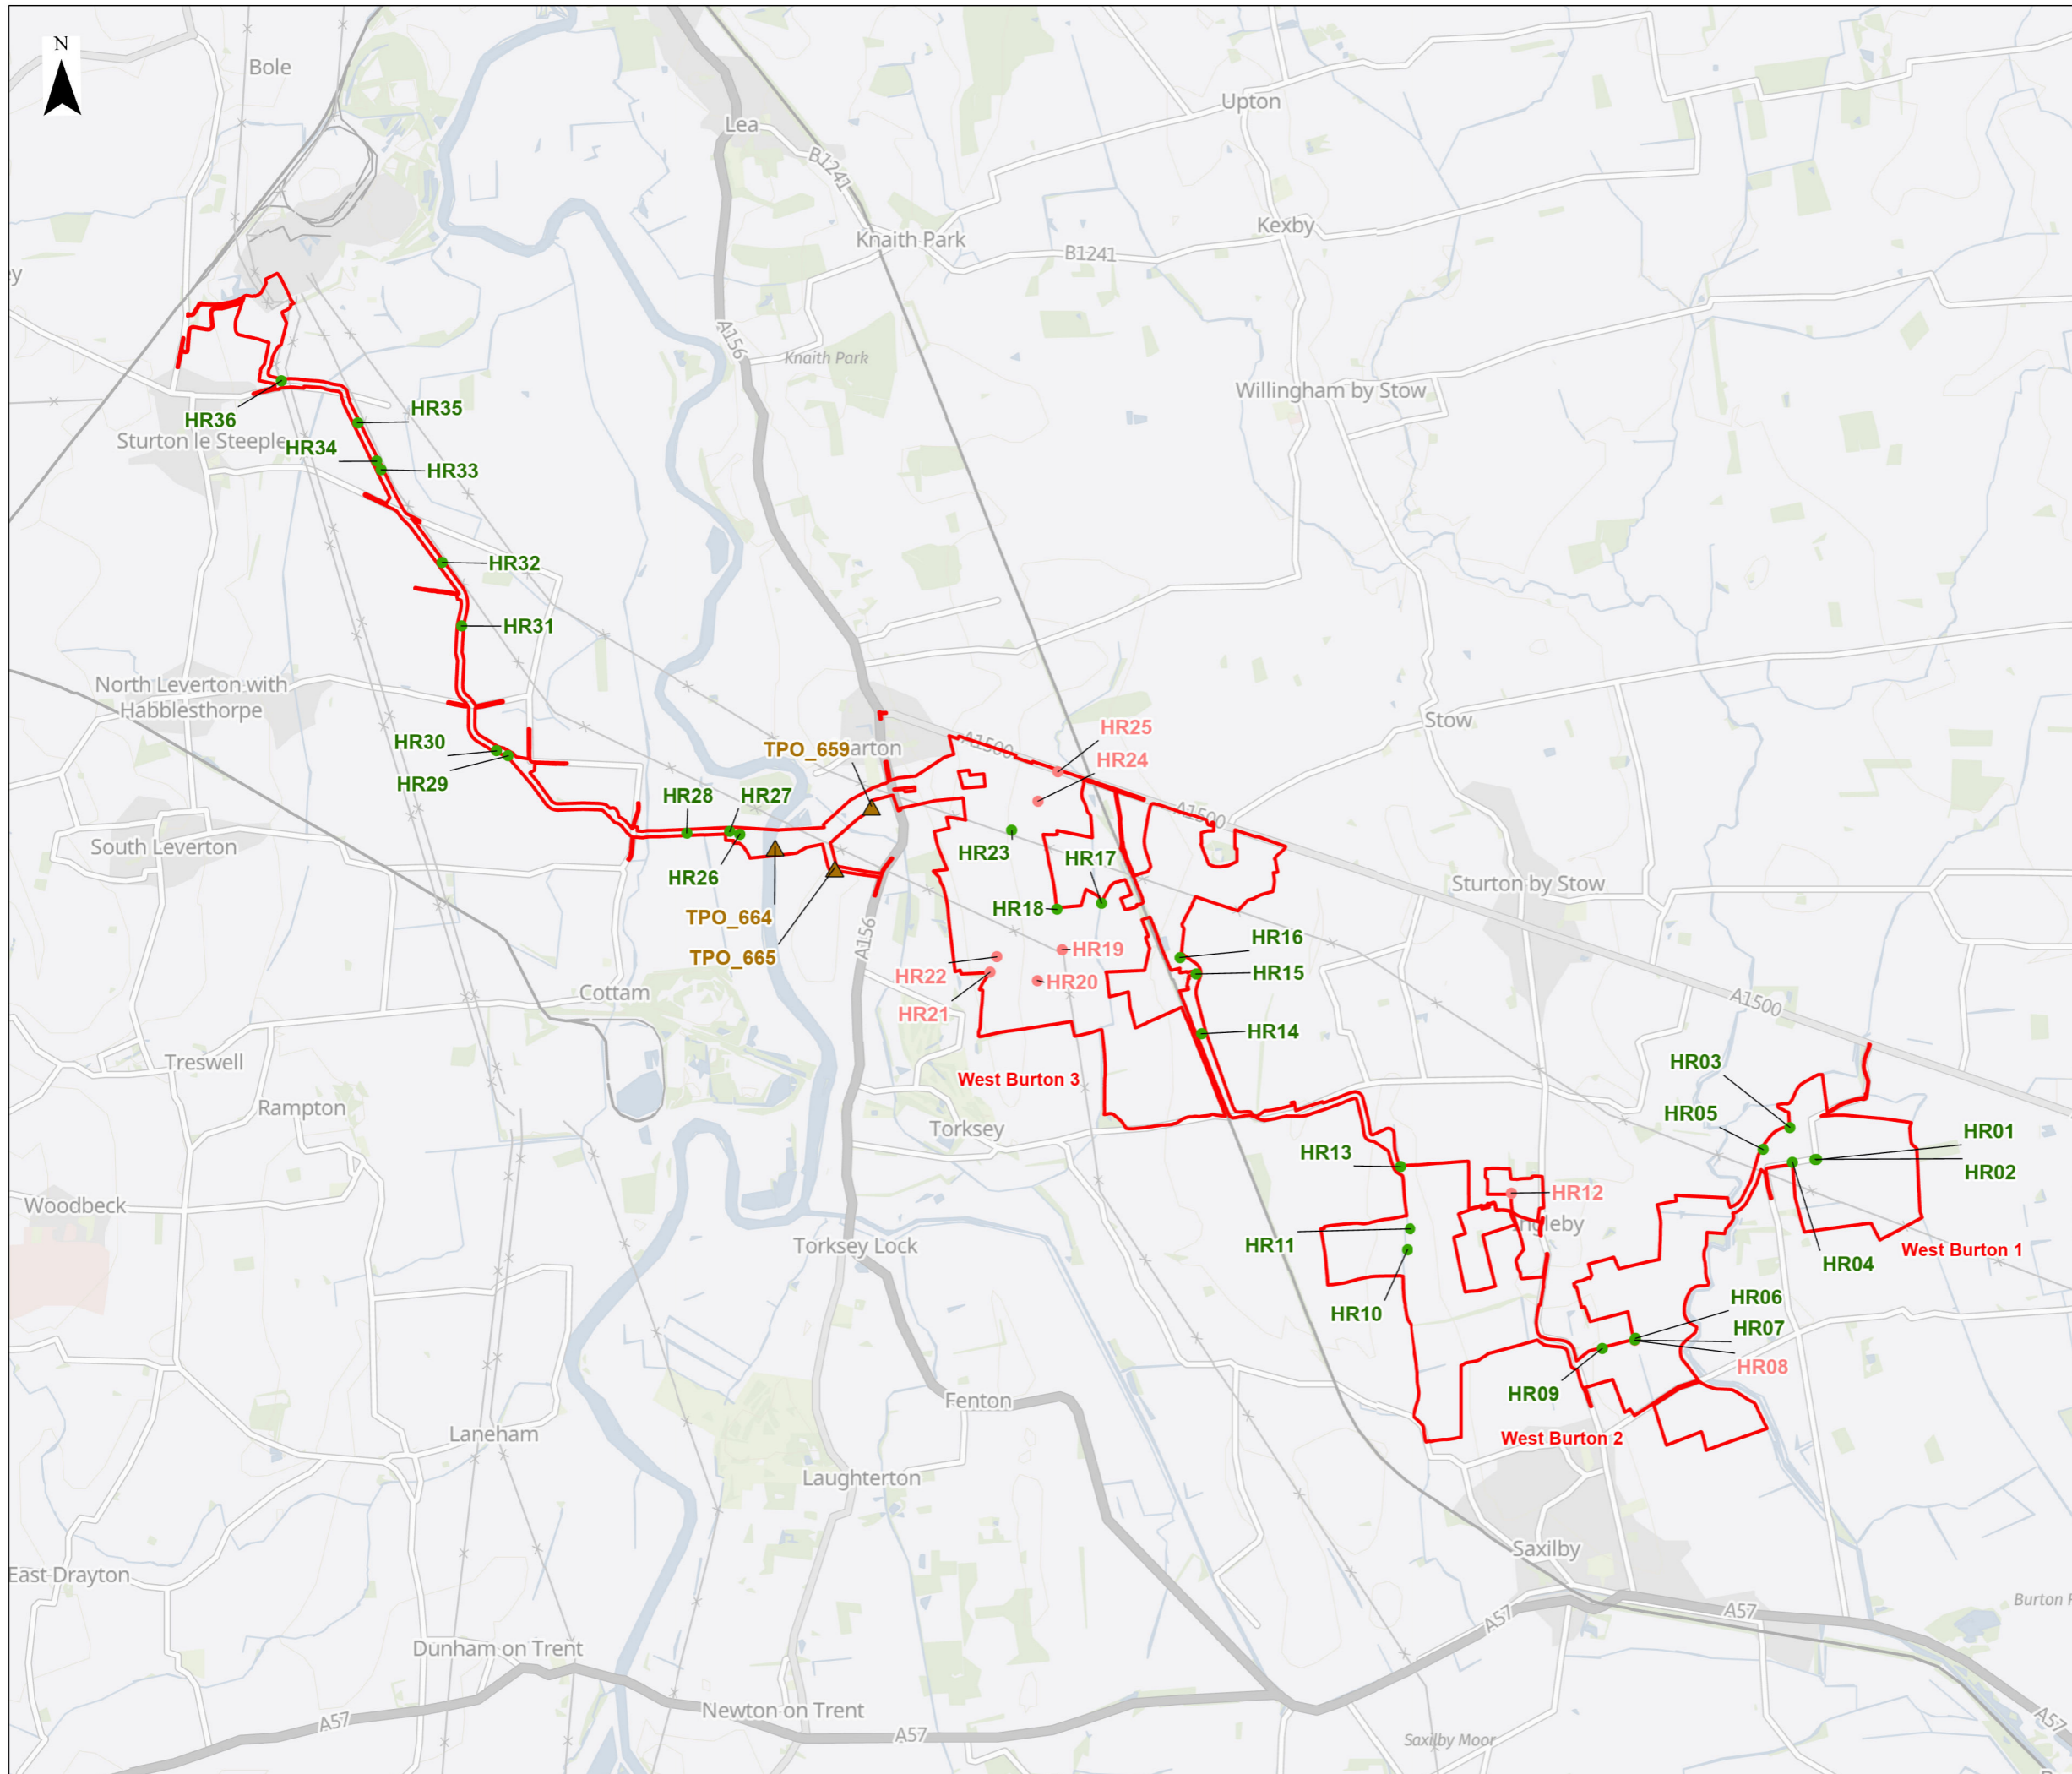 N
Bole
Lea
B1241
Upton
Knaith Park
Kexby
B1241
A156
Knaith Park
Willingham by Stow
HR36
HR35
Sturton le Steeple
HR34
HR33
HR32
HR31
North Leverton with
Habblesthorpe
Stow
HR30
HR29
TPO_659
arton
A1500
HR25
HR24
HR28
HR27
A1500
South Leverton
HR26
HR23
HR17
Sturton by Stow
TPO_664
HR18
TPO_665
A156
HR16
HR19
HR22
HR15
HR20
Cottam
HR21
A1500
HR14
Treswell
HR03
West Burton 3
Rampton
HR05
Torksey
HR01
HR13
HR02
Woodbeck
HR12
Ingleby
Torksey Lock
HR11
West Burton 1
HR04
HR10
HR06
HR07
HR08
HR09
Fenton
Laneham
West Burton 2
Laughterton
Saxilby
East Drayton
A57
A57
Dunham on Trent
Newton on Trent
A57
A57
A57
Saxilby Moor